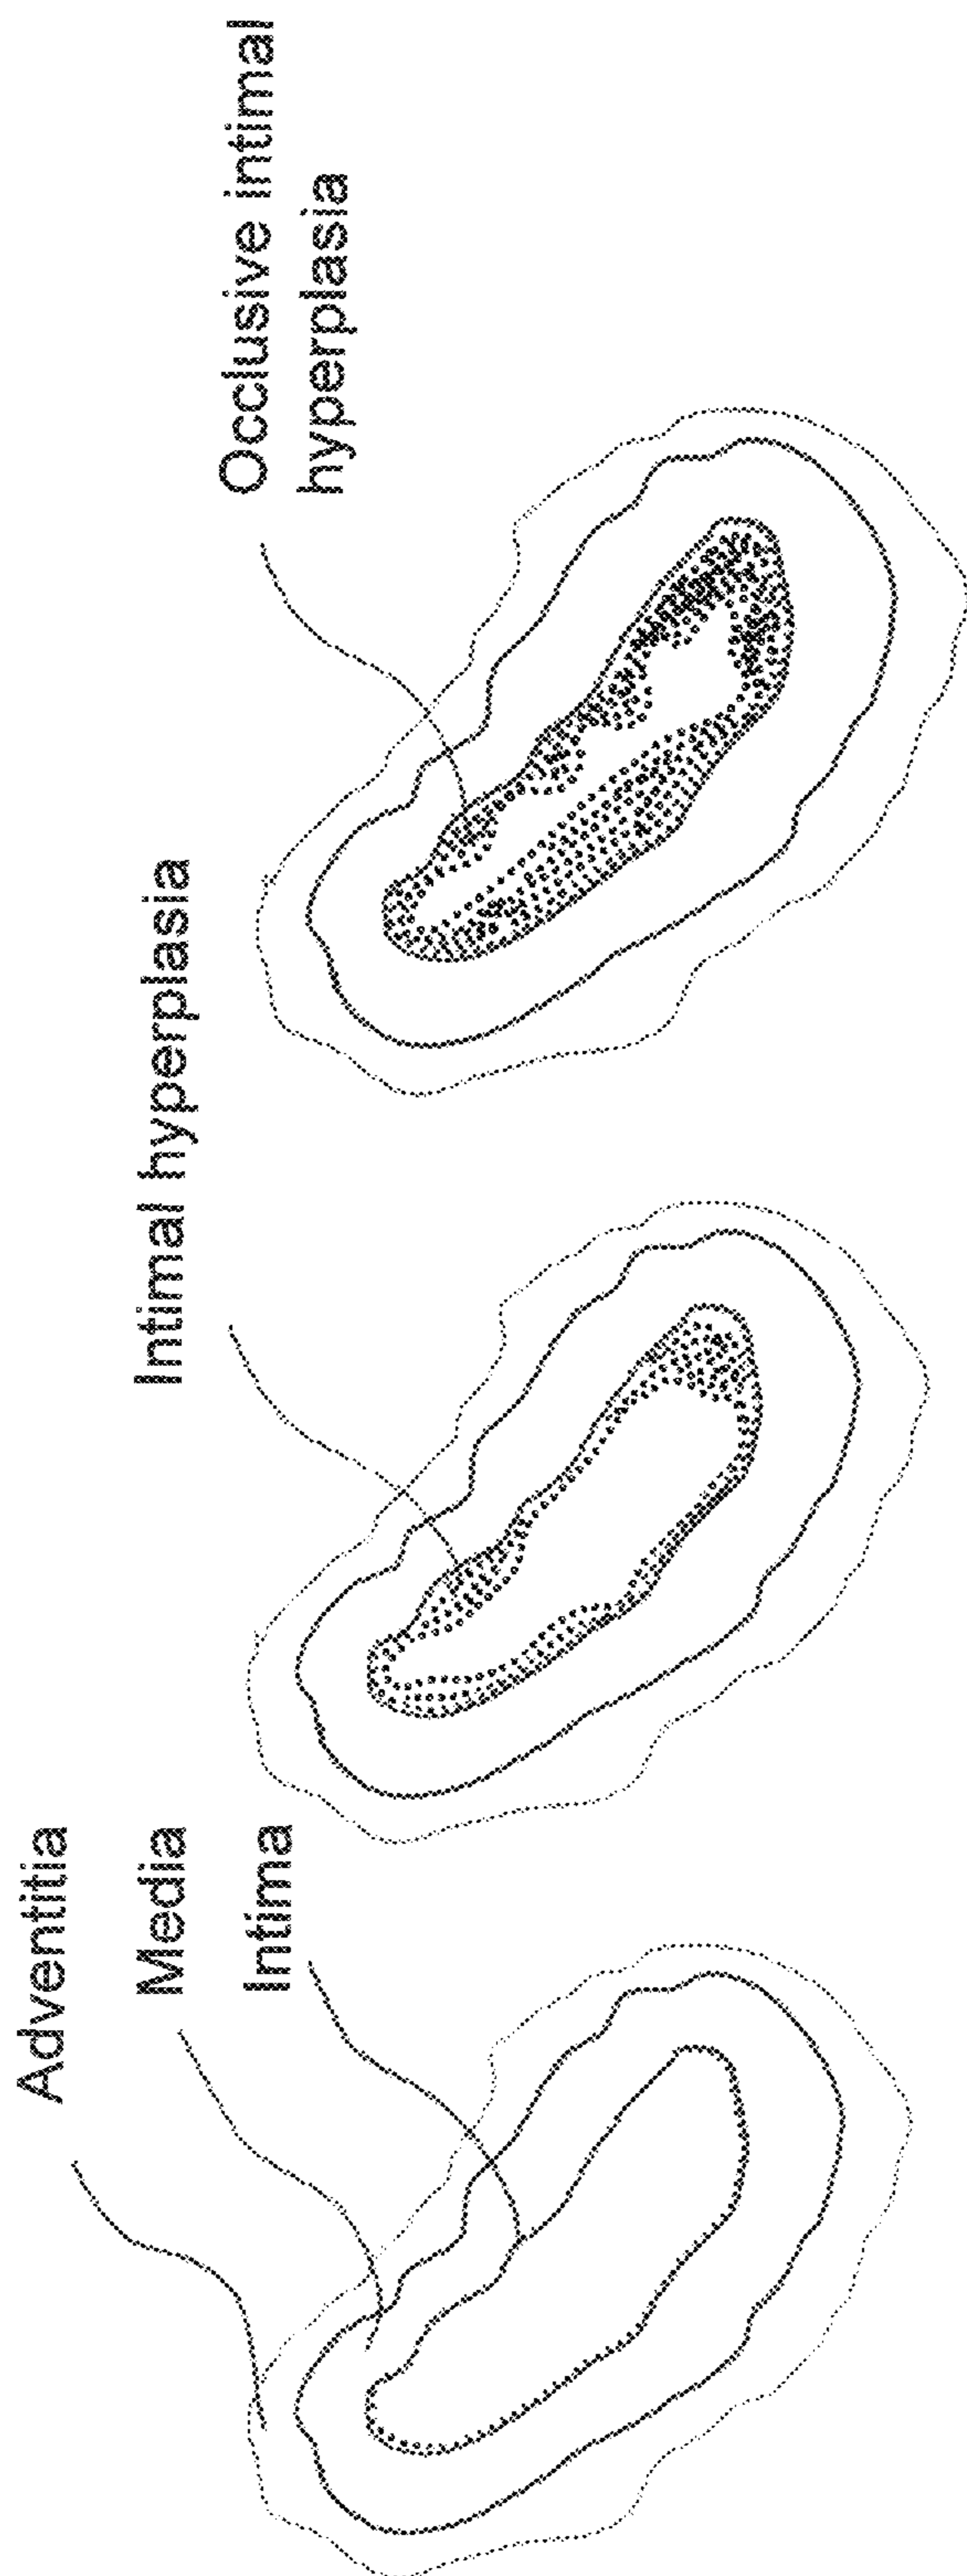 Adventitia
Media
Intima
Intimal hyperplasia
Occlusive intimal
hyperplasia